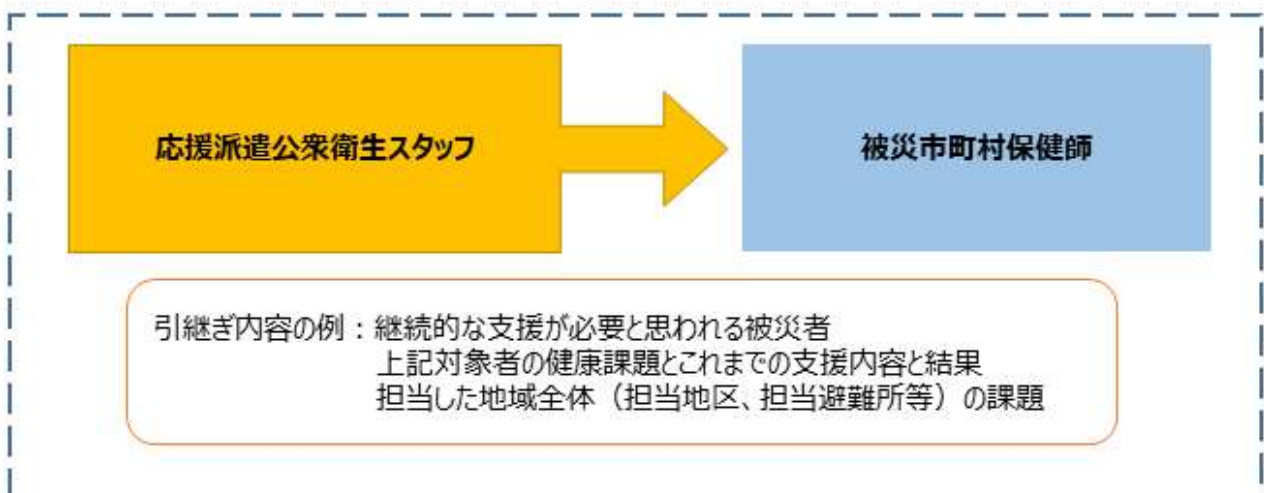 応援派遣公衆衛生スタッフ
被災市町村保健師
引継ぎ内容の例：継続的な支援が必要と思われる被災者
上記対象者の健康課題とこれまでの支援内容と結果
担当した地域全体（担当地区、担当避難所等）の課題